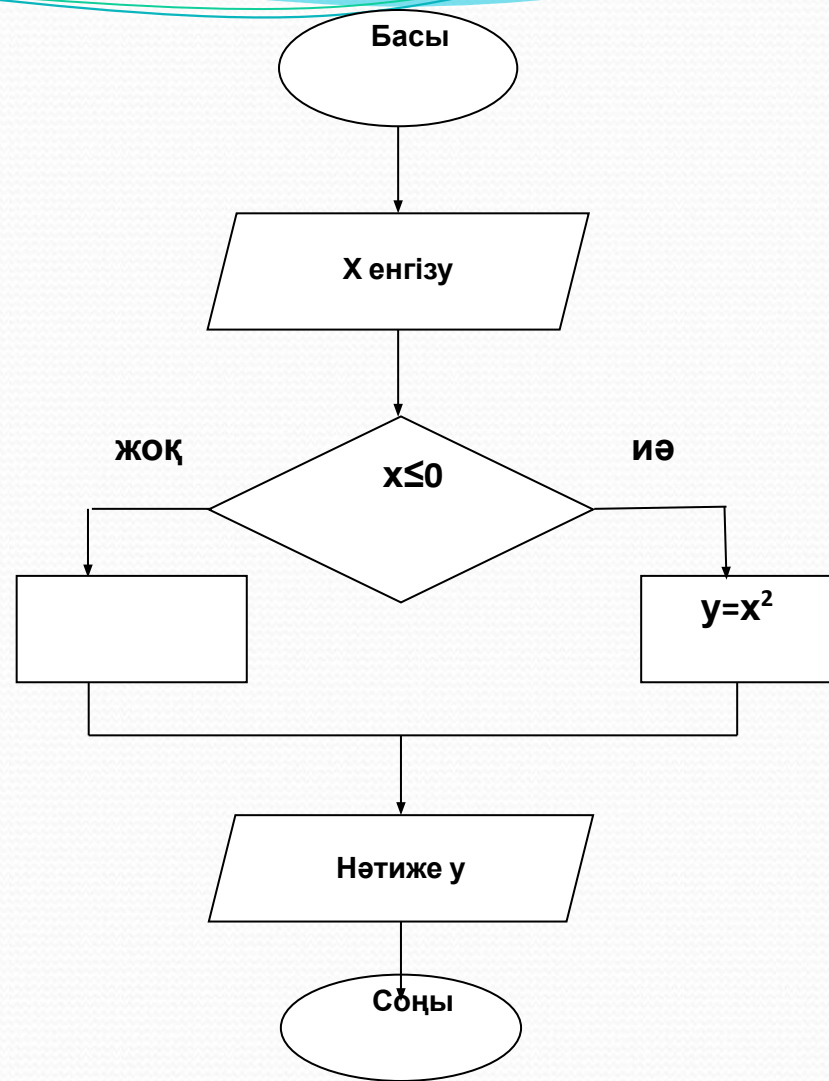 Басы
X енгізу
жоқ
иә
x≤0
y=x²
Нәтиже y
Соңы